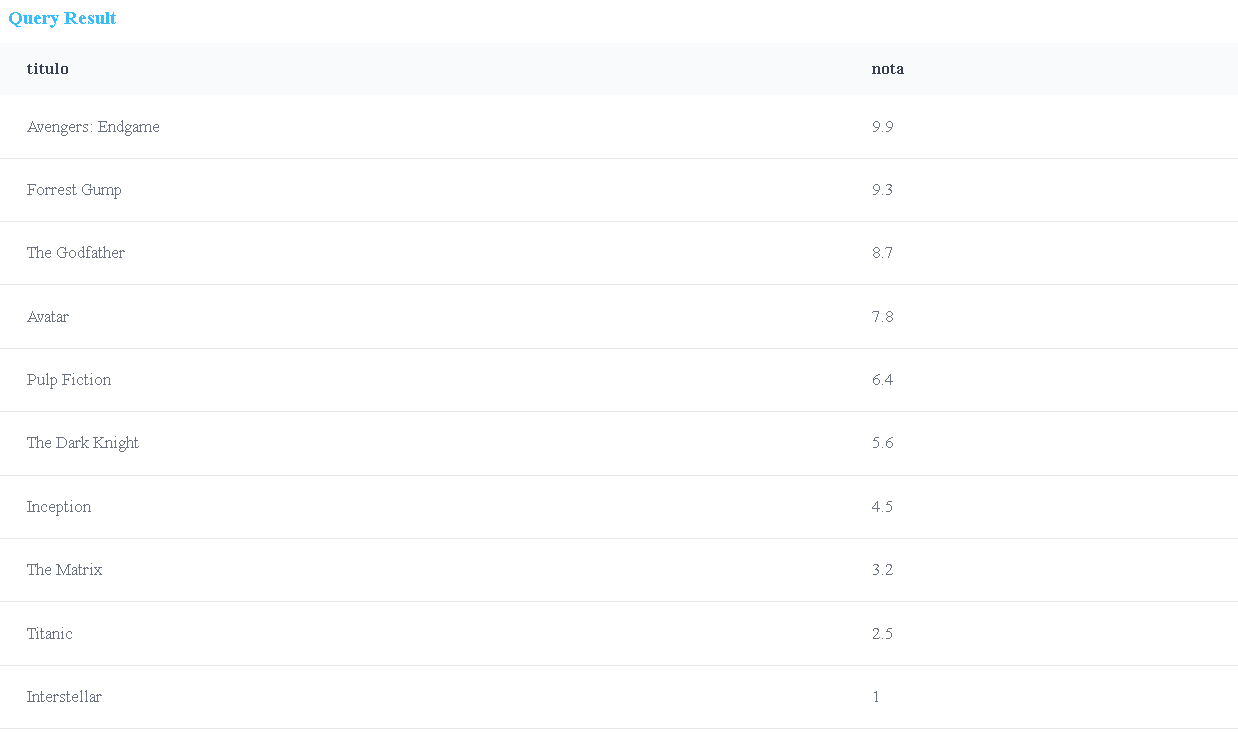 Query Result
titulo nota
Avengers: Endgame 9.9
Forrest Gump 9.3
The Godfather 8.7
Avatar 7.8
Pulp Fiction 6.4
The Dark Knight 5.6
Inception 4.5
The Matrix 3.2
Titanic 2.5
Interstellar 1